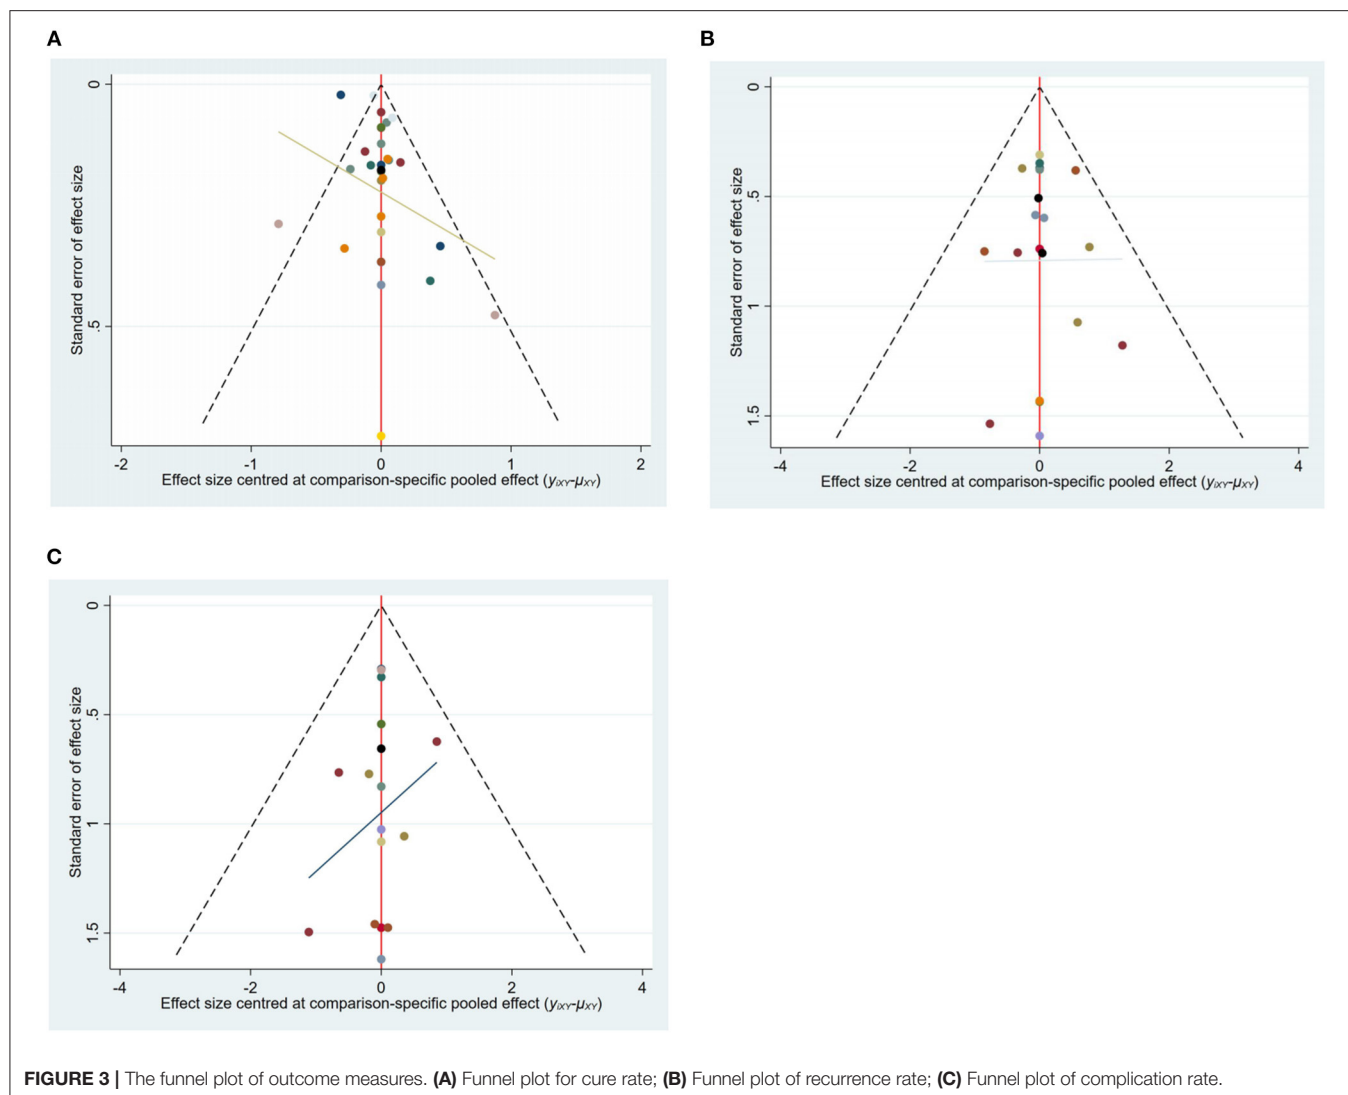 A
0
.5
Standard error of effect size
-2 -1 0 1 2
Effect size centred at comparison-specific pooled effect (yiXY-μXY)
B
0
.5
1
1.5
Standard error of effect size
-4 -2 0 2 4
Effect size centred at comparison-specific pooled effect (yiXY-μXY)
C
0
.5
1
1.5
Standard error of effect size
-4 -2 0 2 4
Effect size centred at comparison-specific pooled effect (yiXY-μXY)
FIGURE 3 | The funnel plot of outcome measures. (A) Funnel plot for cure rate; (B) Funnel plot of recurrence rate; (C) Funnel plot of complication rate.